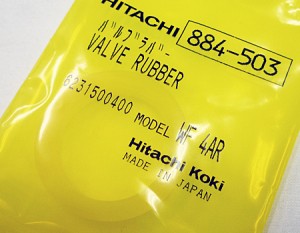 HITACHI 884-503
バルブラバー
VALVE RUBBER
6231500400 MODEL WF 4AR
Hitachi Koki
MADE IN JAPAN